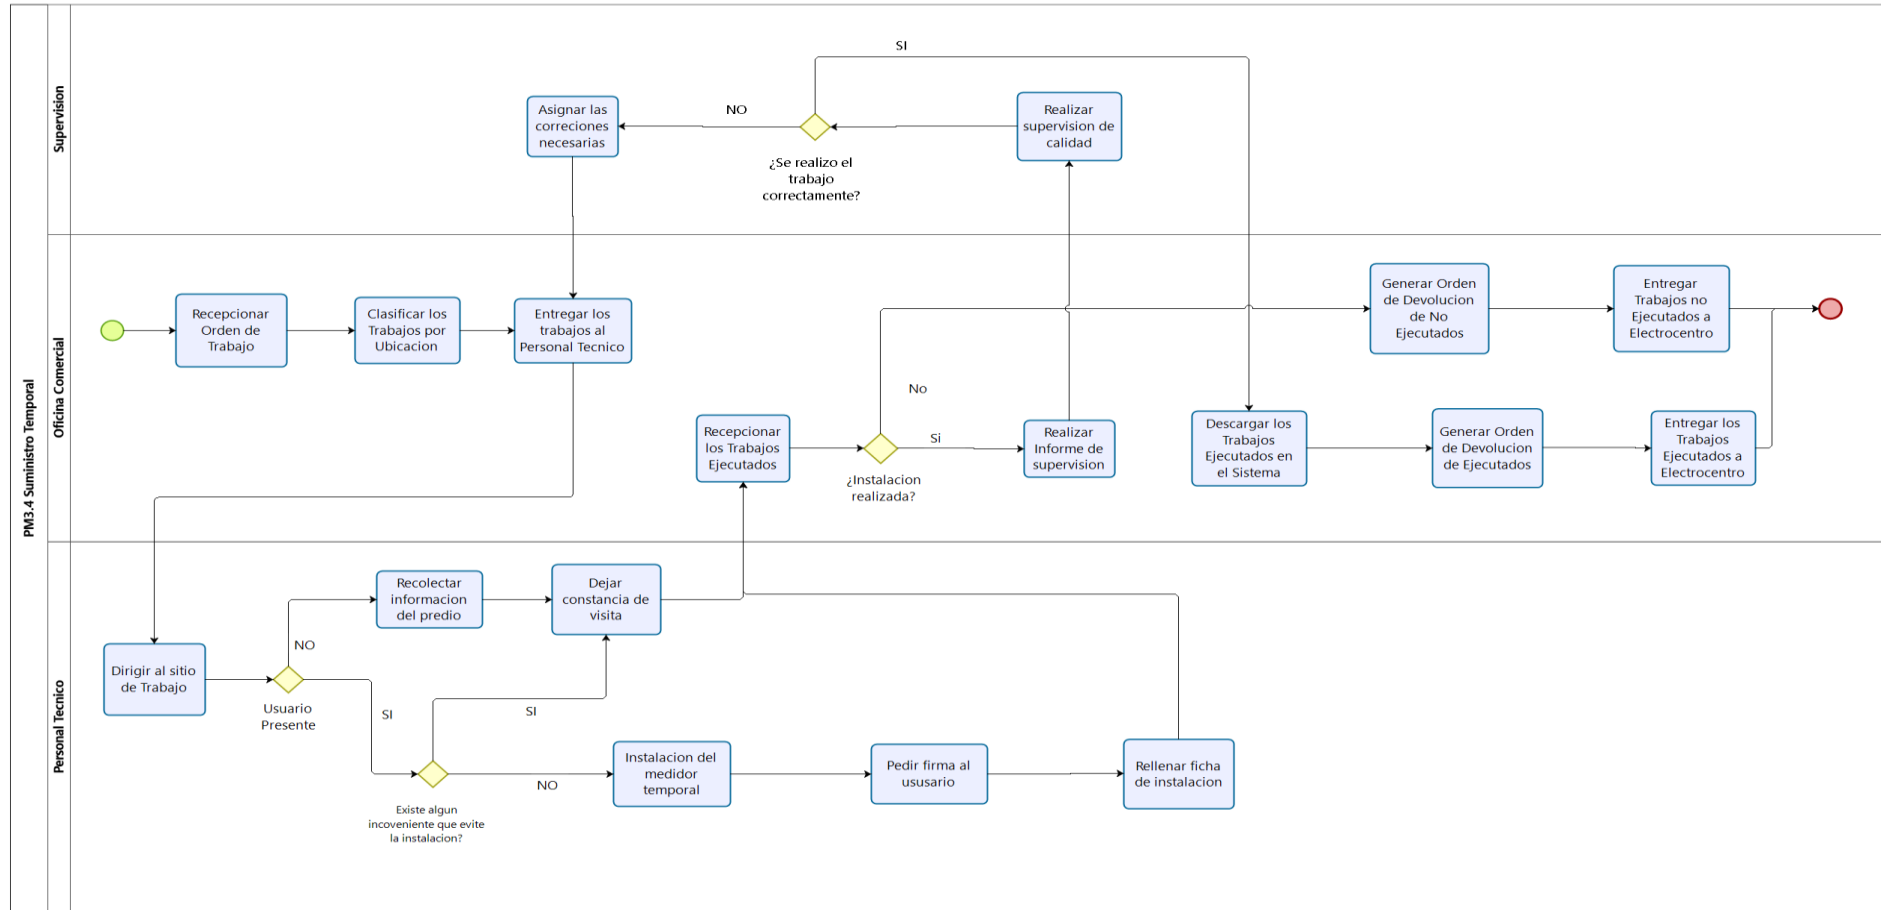 PM3.4 Suministro Temporal
Supervision
SI
Asignar las
correciones
necesarias
NO
¿Se realizo el
trabajo
correctamente?
Realizar
supervision de
calidad
Oficina Comercial
Recepcionar
Orden de
Trabajo
Clasificar los
Trabajos por
Ubicacion
Entregar los
trabajos al
Personal Tecnico
Generar Orden
de Devolucion
de No
Ejecutados
Entregar
Trabajos no
Ejecutados a
Electrocentro
Recepcionar
los Trabajos
Ejecutados
No
Si
¿Instalacion
realizada?
Realizar
Informe de
supervision
Descargar los
Trabajos
Ejecutados en
el Sistema
Generar Orden
de Devolucion
de Ejecutados
Entregar los
Trabajos
Ejecutados a
Electrocentro
Personal Tecnico
Recolectar
informacion
del predio
Dejar
constancia de
visita
Dirigir al sitio
de Trabajo
NO
Usuario
Presente
SI
SI
NO
Existe algun
incoveniente que evite
la instalacion?
Instalacion del
medidor
temporal
Pedir firma al
ususario
Rellenar ficha
de instalacion